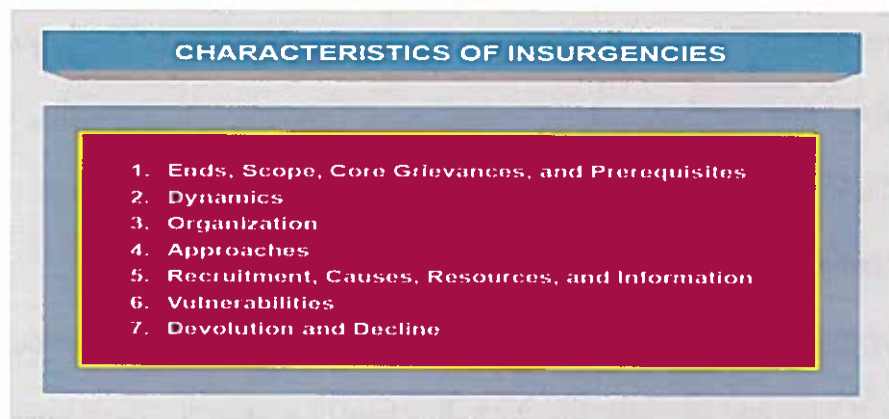 CHARACTERISTICS OF INSURGENCIES
1. Ends, Scope, Core Grievances, and Prerequisites
2. Dynamics
3. Organization
4. Approaches
5. Recruitment, Causes, Resources, and Information
6. Vulnerabilities
7. Devolution and Decline